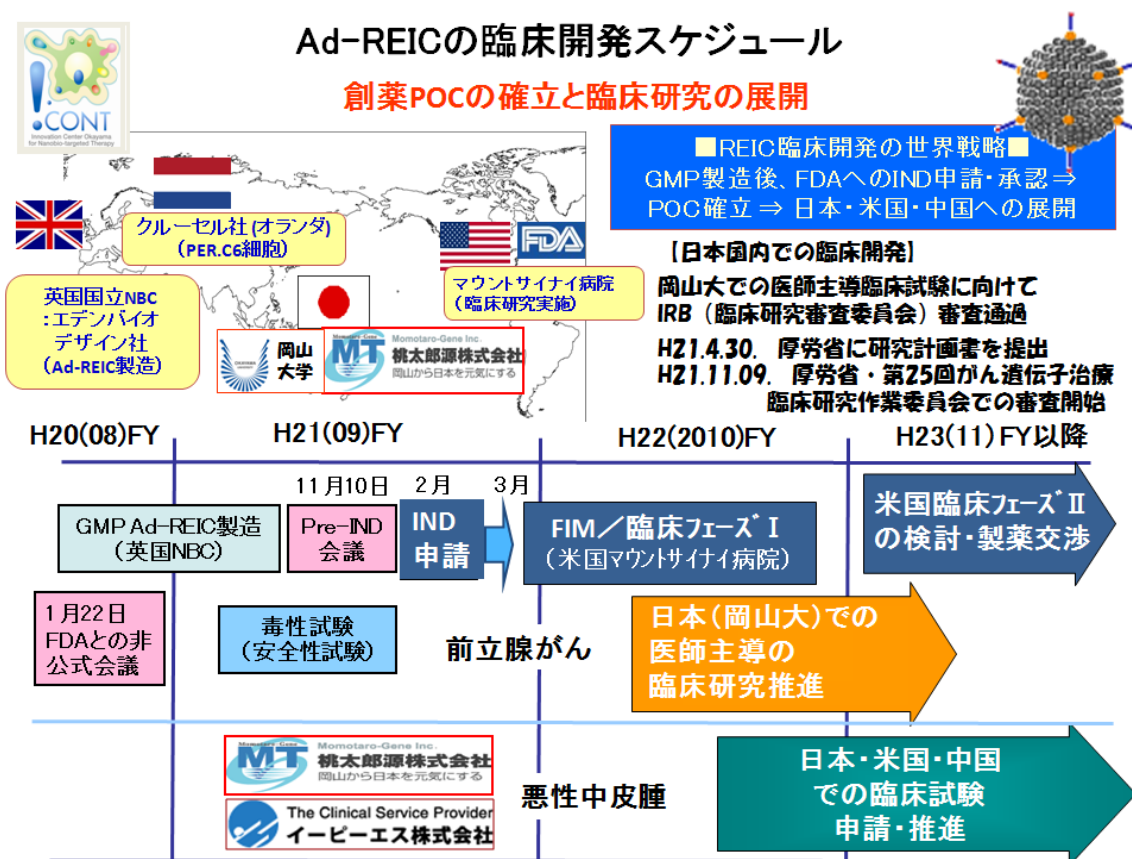 Ad-REICの臨床開発スケジュール
創薬POCの確立と臨床研究の展開
!.CONT
Innovation Center Okayama
for Nanobio-targeted Therapy
■REIC臨床開発の世界戦略■
GMP製造後、FDAへのIND申請・承認⇒
POC確立 ⇒ 日本・米国・中国への展開
クルーセル社(オランダ)
(PER.C6細胞)
FDA
英国国立NBC
:エデンバイオ
デザイン社
(Ad-REIC製造)
マウントサイナイ病院
(臨床研究実施)
岡山
大学
MT
Momotaro-Gene Inc.
桃太郎源株式会社
岡山から日本を元気にする
【日本国内での臨床開発】
岡山大での医師主導臨床試験に向けて
IRB(臨床研究審査委員会)審査通過
H21.4.30. 厚労省に研究計画書を提出
H21.11.09. 厚労省・第25回がん遺伝子治療
臨床研究作業委員会での審査開始
H20(08)FY
H21(09)FY
H22(2010)FY
H23(11)FY以降
11月10日
2月
3月
GMP Ad-REIC製造
(英国NBC)
Pre-IND
会議
IND
申請
FIM/臨床フェーズⅠ
(米国マウントサイナイ病院)
米国臨床フェーズⅡ
の検討・製薬交渉
1月22日
FDAとの非
公式会議
毒性試験
(安全性試験)
前立腺がん
日本(岡山大)での
医師主導の
臨床研究推進
Momotaro-Gene
MT
Momotaro-Gene Inc.
桃太郎源株式会社
岡山から日本を元気にする
The Clinical Service Provider
イーピーエス株式会社
悪性中皮腫
日本・米国・中国
での臨床試験
申請・推進